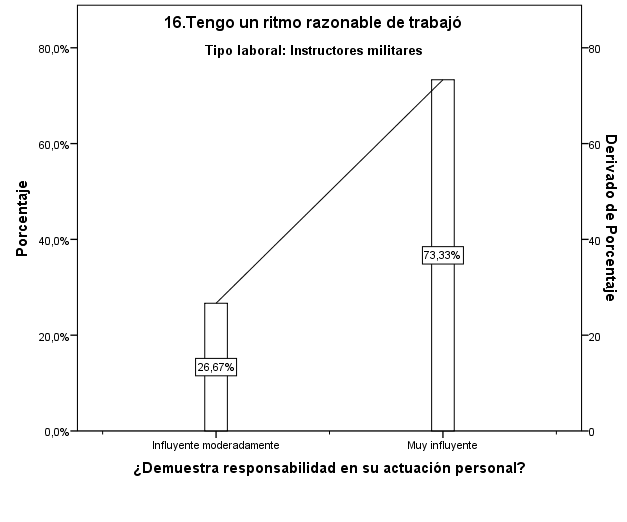 16.Tengo un ritmo razonable de trabajó
Tipo laboral: Instructores militares
80,0%
60,0%
40,0%
20,0%
0,0%
Porcentaje
26,67%
73,33%
80
60
40
20
0
Derivado de Porcentaje
Influyente moderadamente
Muy influyente
¿Demuestra responsabilidad en su actuación personal?